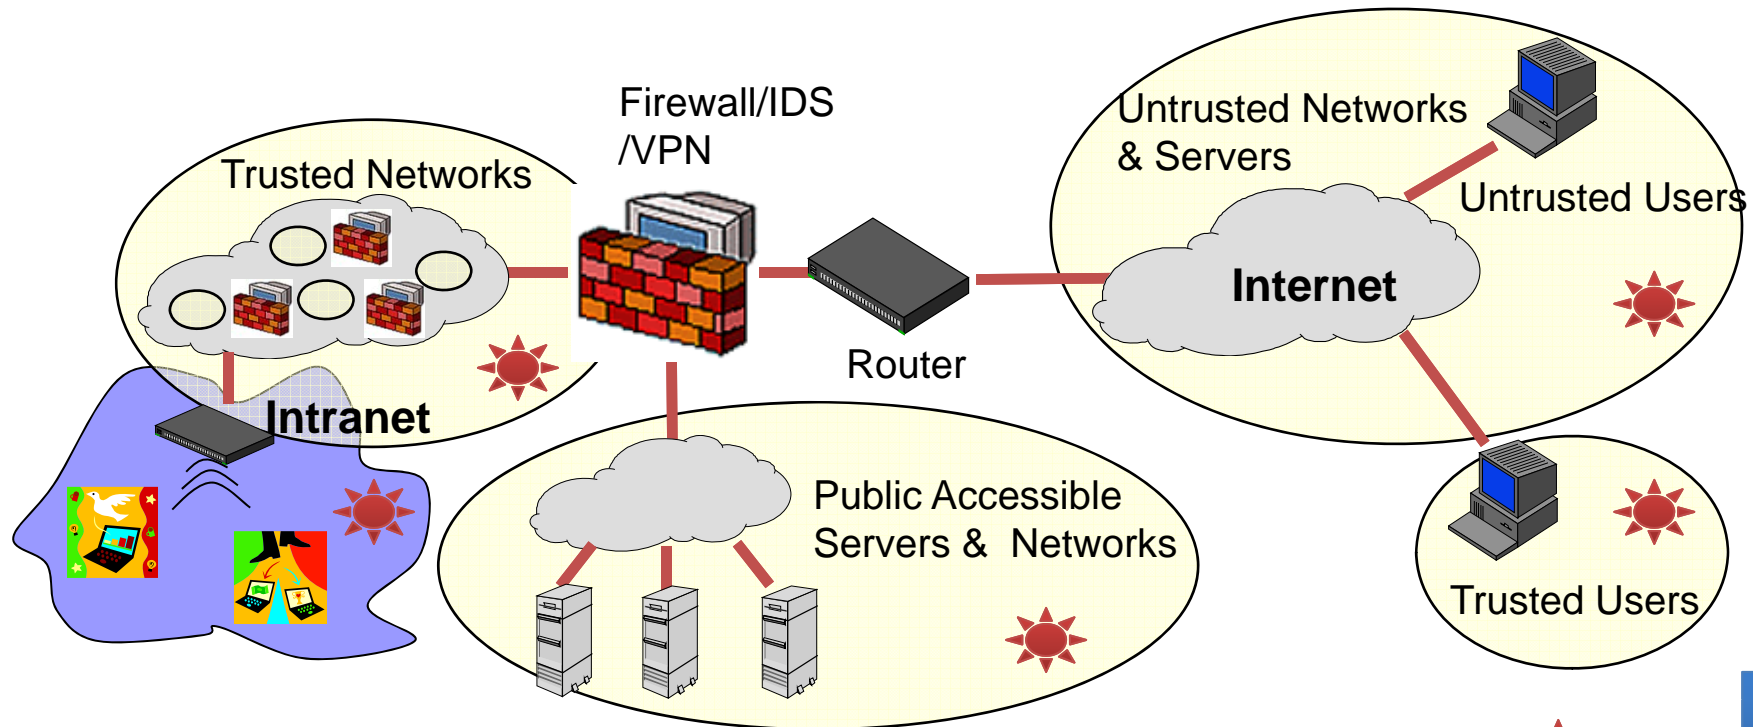 Firewall/IDS
/VPN
Trusted Networks
Untrusted Networks
& Servers
Untrusted Users
Internet
Router
Intranet
Public Accessible
Servers &  Networks
Trusted Users